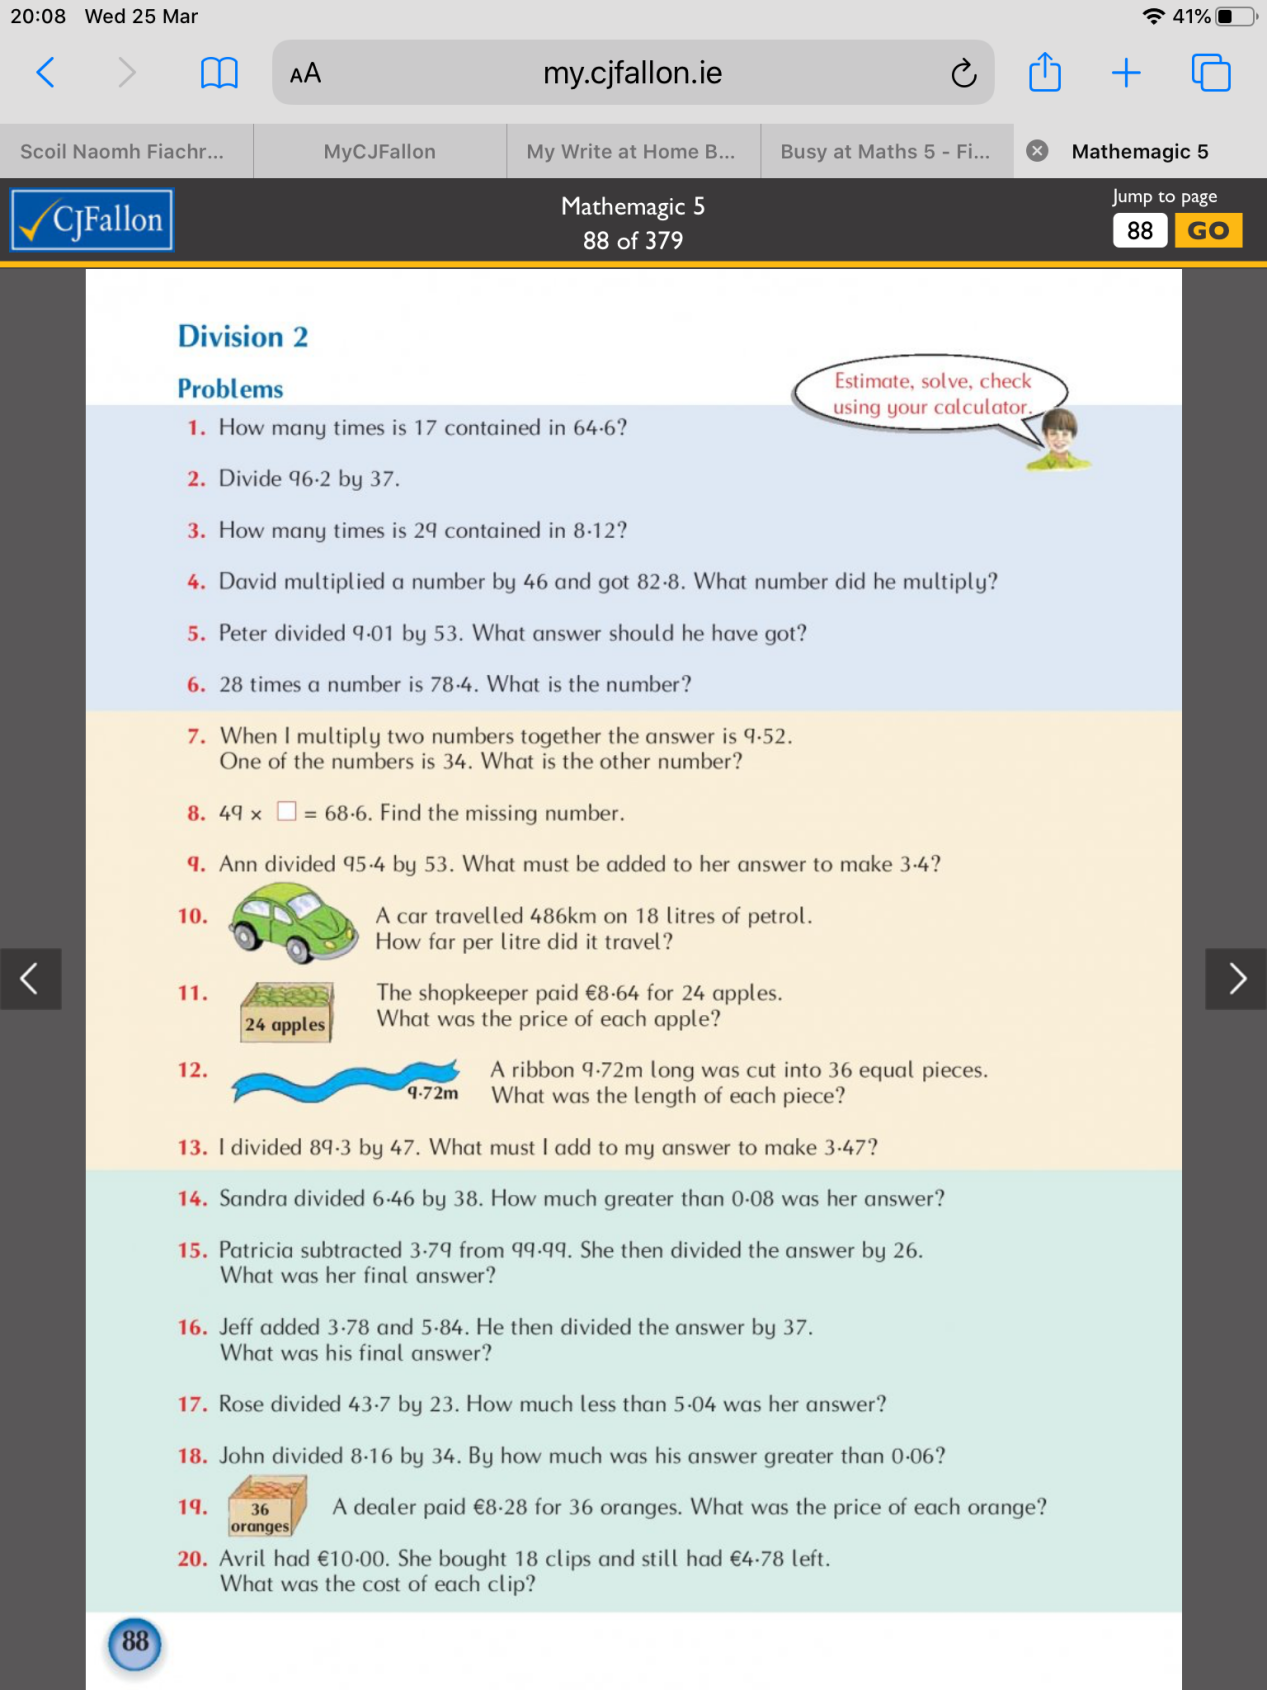 20:08 Wed 25 Mar
41%
AA
my.cjfallon.ie
Scoil Naomh Fiachr...
MyCJFallon
My Write at Home B...
Busy at Maths 5 - Fi...
Mathemagic 5
CJFallon
Mathemagic 5
88 of 379
Jump to page
88
GO
Division 2
Problems
Estimate, solve, check
using your calculator.
1. How many times is 17 contained in 64·6?
2. Divide 96·2 by 37.
3. How many times is 29 contained in 8·12?
4. David multiplied a number by 46 and got 82·8. What number did he multiply?
5. Peter divided 9·01 by 53. What answer should he have got?
6. 28 times a number is 78·4. What is the number?
7. When I multiply two numbers together the answer is 9·52.
One of the numbers is 34. What is the other number?
8. 49 × □ = 68·6. Find the missing number.
9. Ann divided 95·4 by 53. What must be added to her answer to make 3·4?
10. A car travelled 486km on 18 litres of petrol.
How far per litre did it travel?
11. The shopkeeper paid €8·64 for 24 apples.
What was the price of each apple?
24 apples
12. A ribbon 9·72m long was cut into 36 equal pieces.
What was the length of each piece?
9·72m
13. I divided 89·3 by 47. What must I add to my answer to make 3·47?
14. Sandra divided 6·46 by 38. How much greater than 0·08 was her answer?
15. Patricia subtracted 3·79 from 99·99. She then divided the answer by 26.
What was her final answer?
16. Jeff added 3·78 and 5·84. He then divided the answer by 37.
What was his final answer?
17. Rose divided 43·7 by 23. How much less than 5·04 was her answer?
18. John divided 8·16 by 34. By how much was his answer greater than 0·06?
19. A dealer paid €8·28 for 36 oranges. What was the price of each orange?
36
oranges
20. Avril had €10·00. She bought 18 clips and still had €4·78 left.
What was the cost of each clip?
88